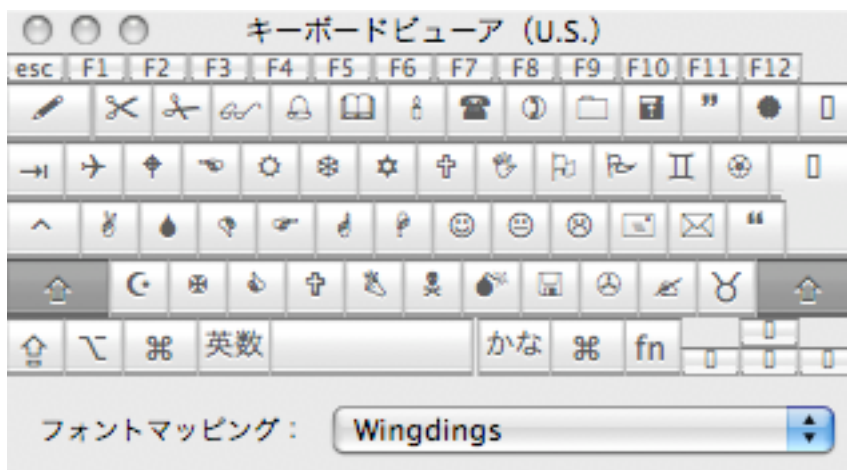 キーボードビューア (U.S.)
esc F1 F2 F3 F4 F5 F6 F7 F8 F9 F10 F11 F12
英数 かな fn
フォントマッピング: Wingdings